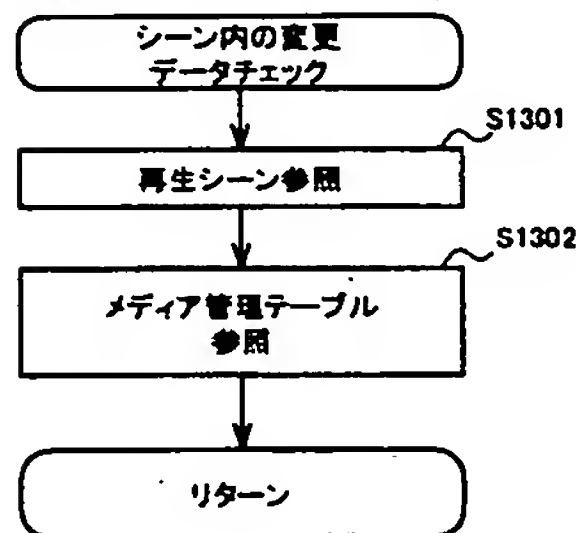 シーン内の変更
データチェック
S1301
再生シーン参照
S1302
メディア管理テーブル
参照
リターン